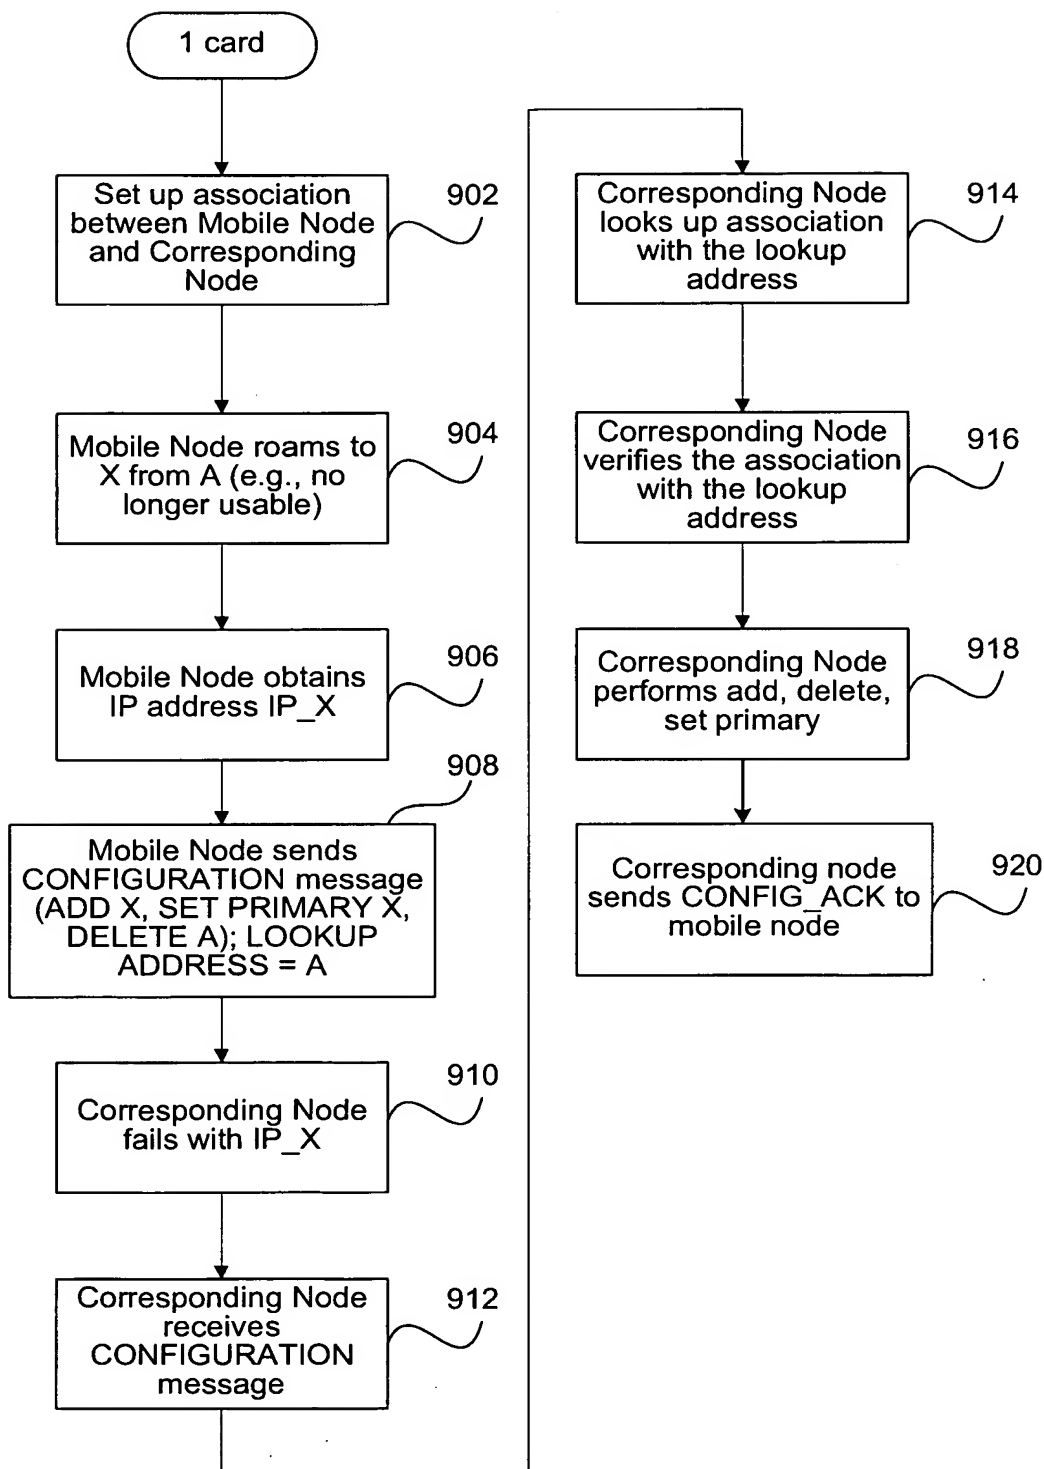 1 card
Set up association
between Mobile Node
and Corresponding
Node
902
Mobile Node roams to
X from A (e.g., no
longer usable)
904
Mobile Node obtains
IP address IP_X
906
908
Mobile Node sends
CONFIGURATION message
(ADD X, SET PRIMARY X,
DELETE A); LOOKUP
ADDRESS = A
910
Corresponding Node
fails with IP_X
Corresponding Node
receives
CONFIGURATION
message
912
Corresponding Node
looks up association
with the lookup
address
914
Corresponding Node
verifies the association
with the lookup
address
916
Corresponding Node
performs add, delete,
set primary
918
Corresponding node
sends CONFIG_ACK to
mobile node
920